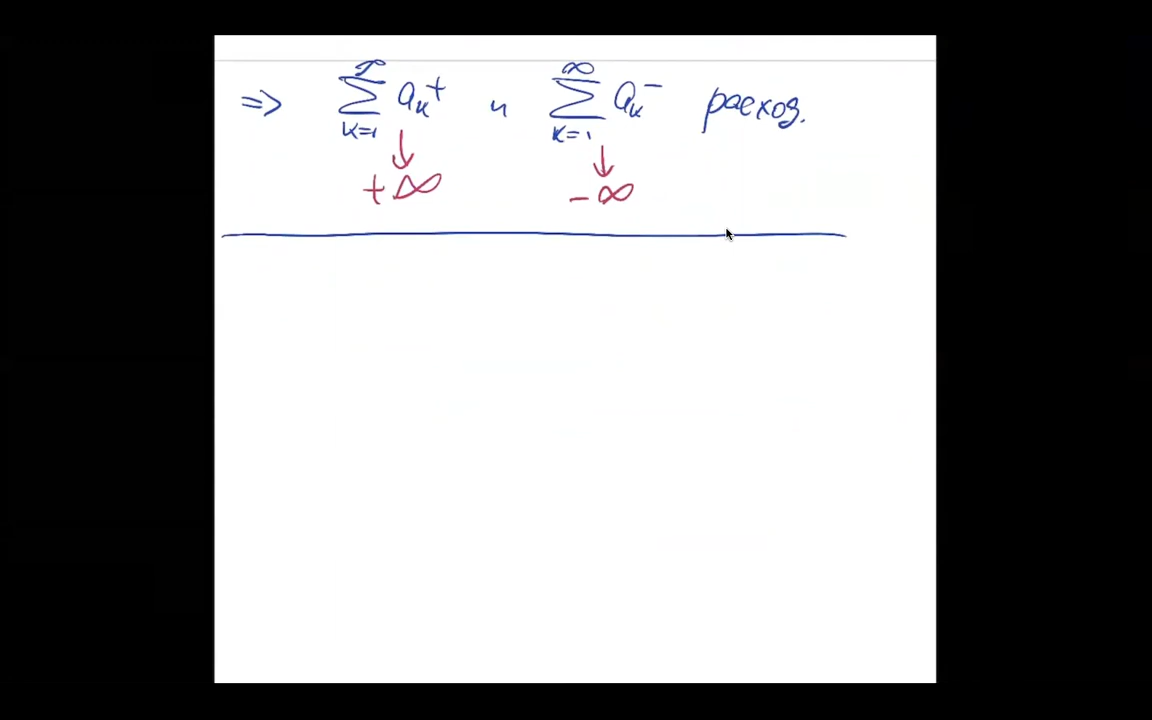 => ∑_{k=1}^{∞} a_k^+ и ∑_{k=1}^{∞} a_k^- расход.
↓ ↓
+∞ -∞